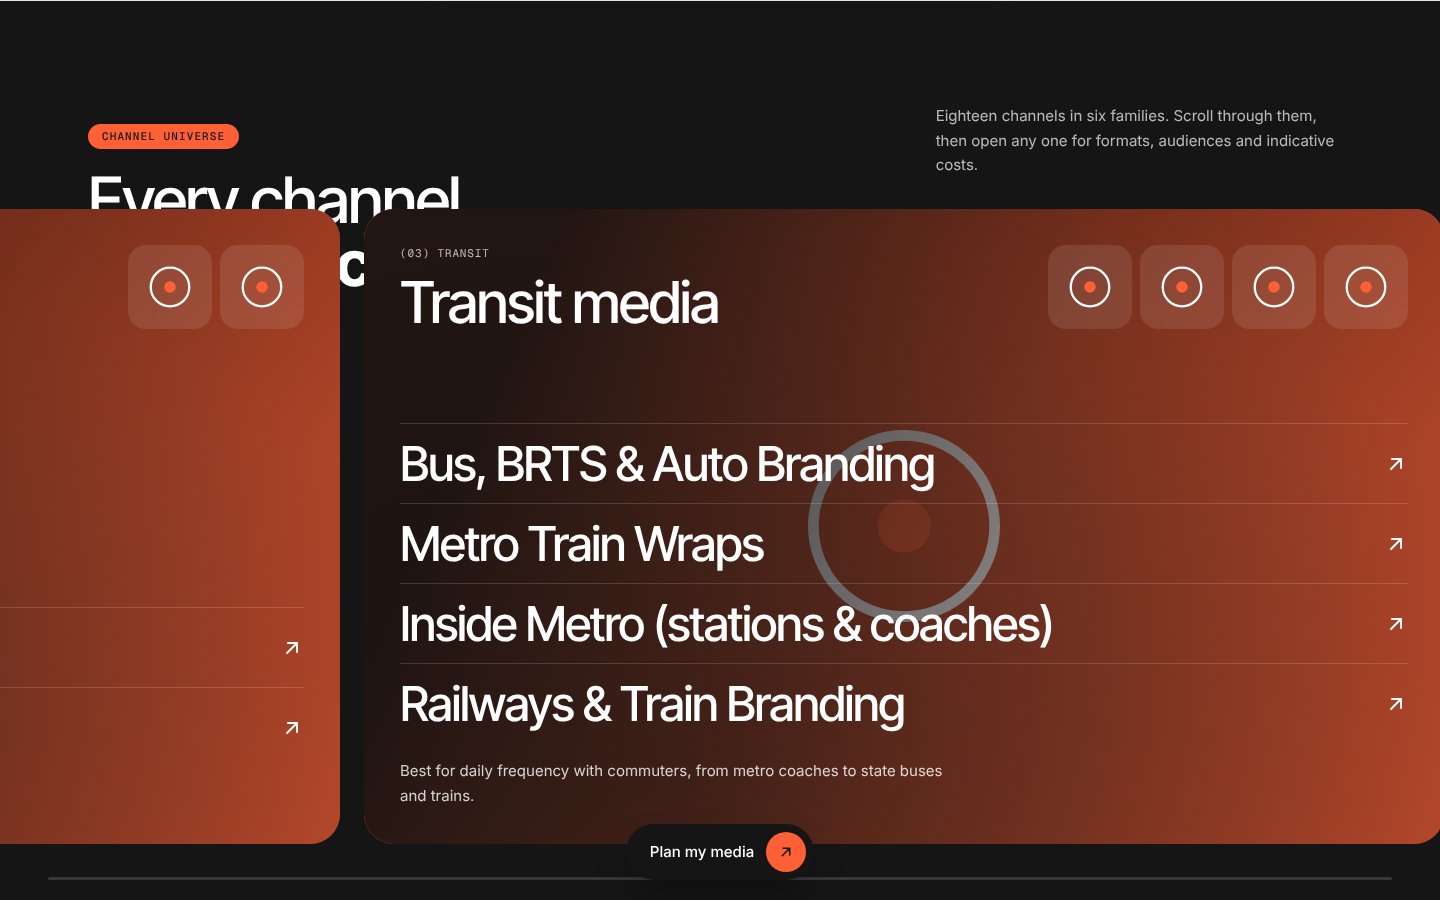 CHANNEL UNIVERSE
Every channel
Eighteen channels in six families. Scroll through them,
then open any one for formats, audiences and indicative
costs.
(03) TRANSIT
Transit media
Bus, BRTS & Auto Branding
Metro Train Wraps
Inside Metro (stations & coaches)
Railways & Train Branding
Best for daily frequency with commuters, from metro coaches to state buses
and trains.
Plan my media